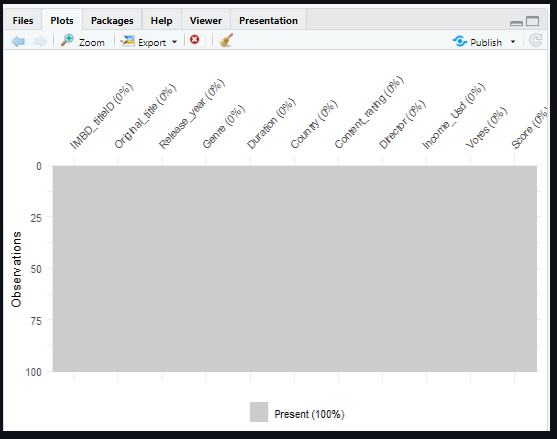 Files Plots Packages Help Viewer Presentation
Zoom Export Publish
IMBD_titleID (0%)
Original_title (0%)
Release_year (0%)
Genre (0%)
Duration (0%)
Country (0%)
Content_rating (0%)
Director (0%)
Income_Usd (0%)
Votes (0%)
Score (0%)
Observations
0
25
50
75
100
Present (100%)